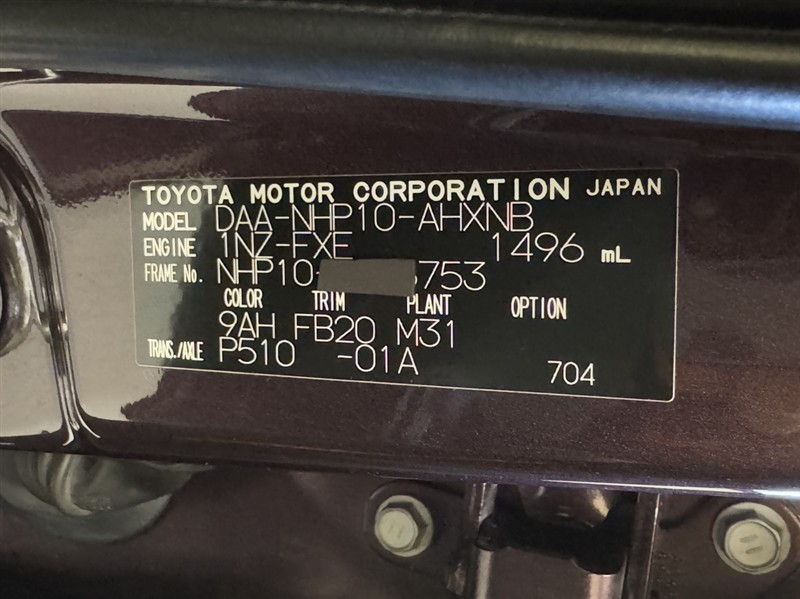 TOYOTA MOTOR CORPORATION JAPAN
MODEL DAA-NHP10-AHXNB
ENGINE 1NZ-FXE 1496 mL
FRAME No. NHP10- 753
COLOR TRIM PLANT OPTION
9AH FB20 M31
TRANS./AXLE P510 -01A 704